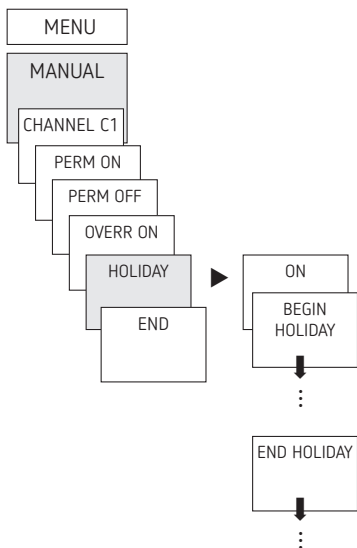 MENU
MANUAL
CHANNEL C1
PERM ON
PERM OFF
OVERR ON
HOLIDAY
END
ON
BEGIN
HOLIDAY
END HOLIDAY